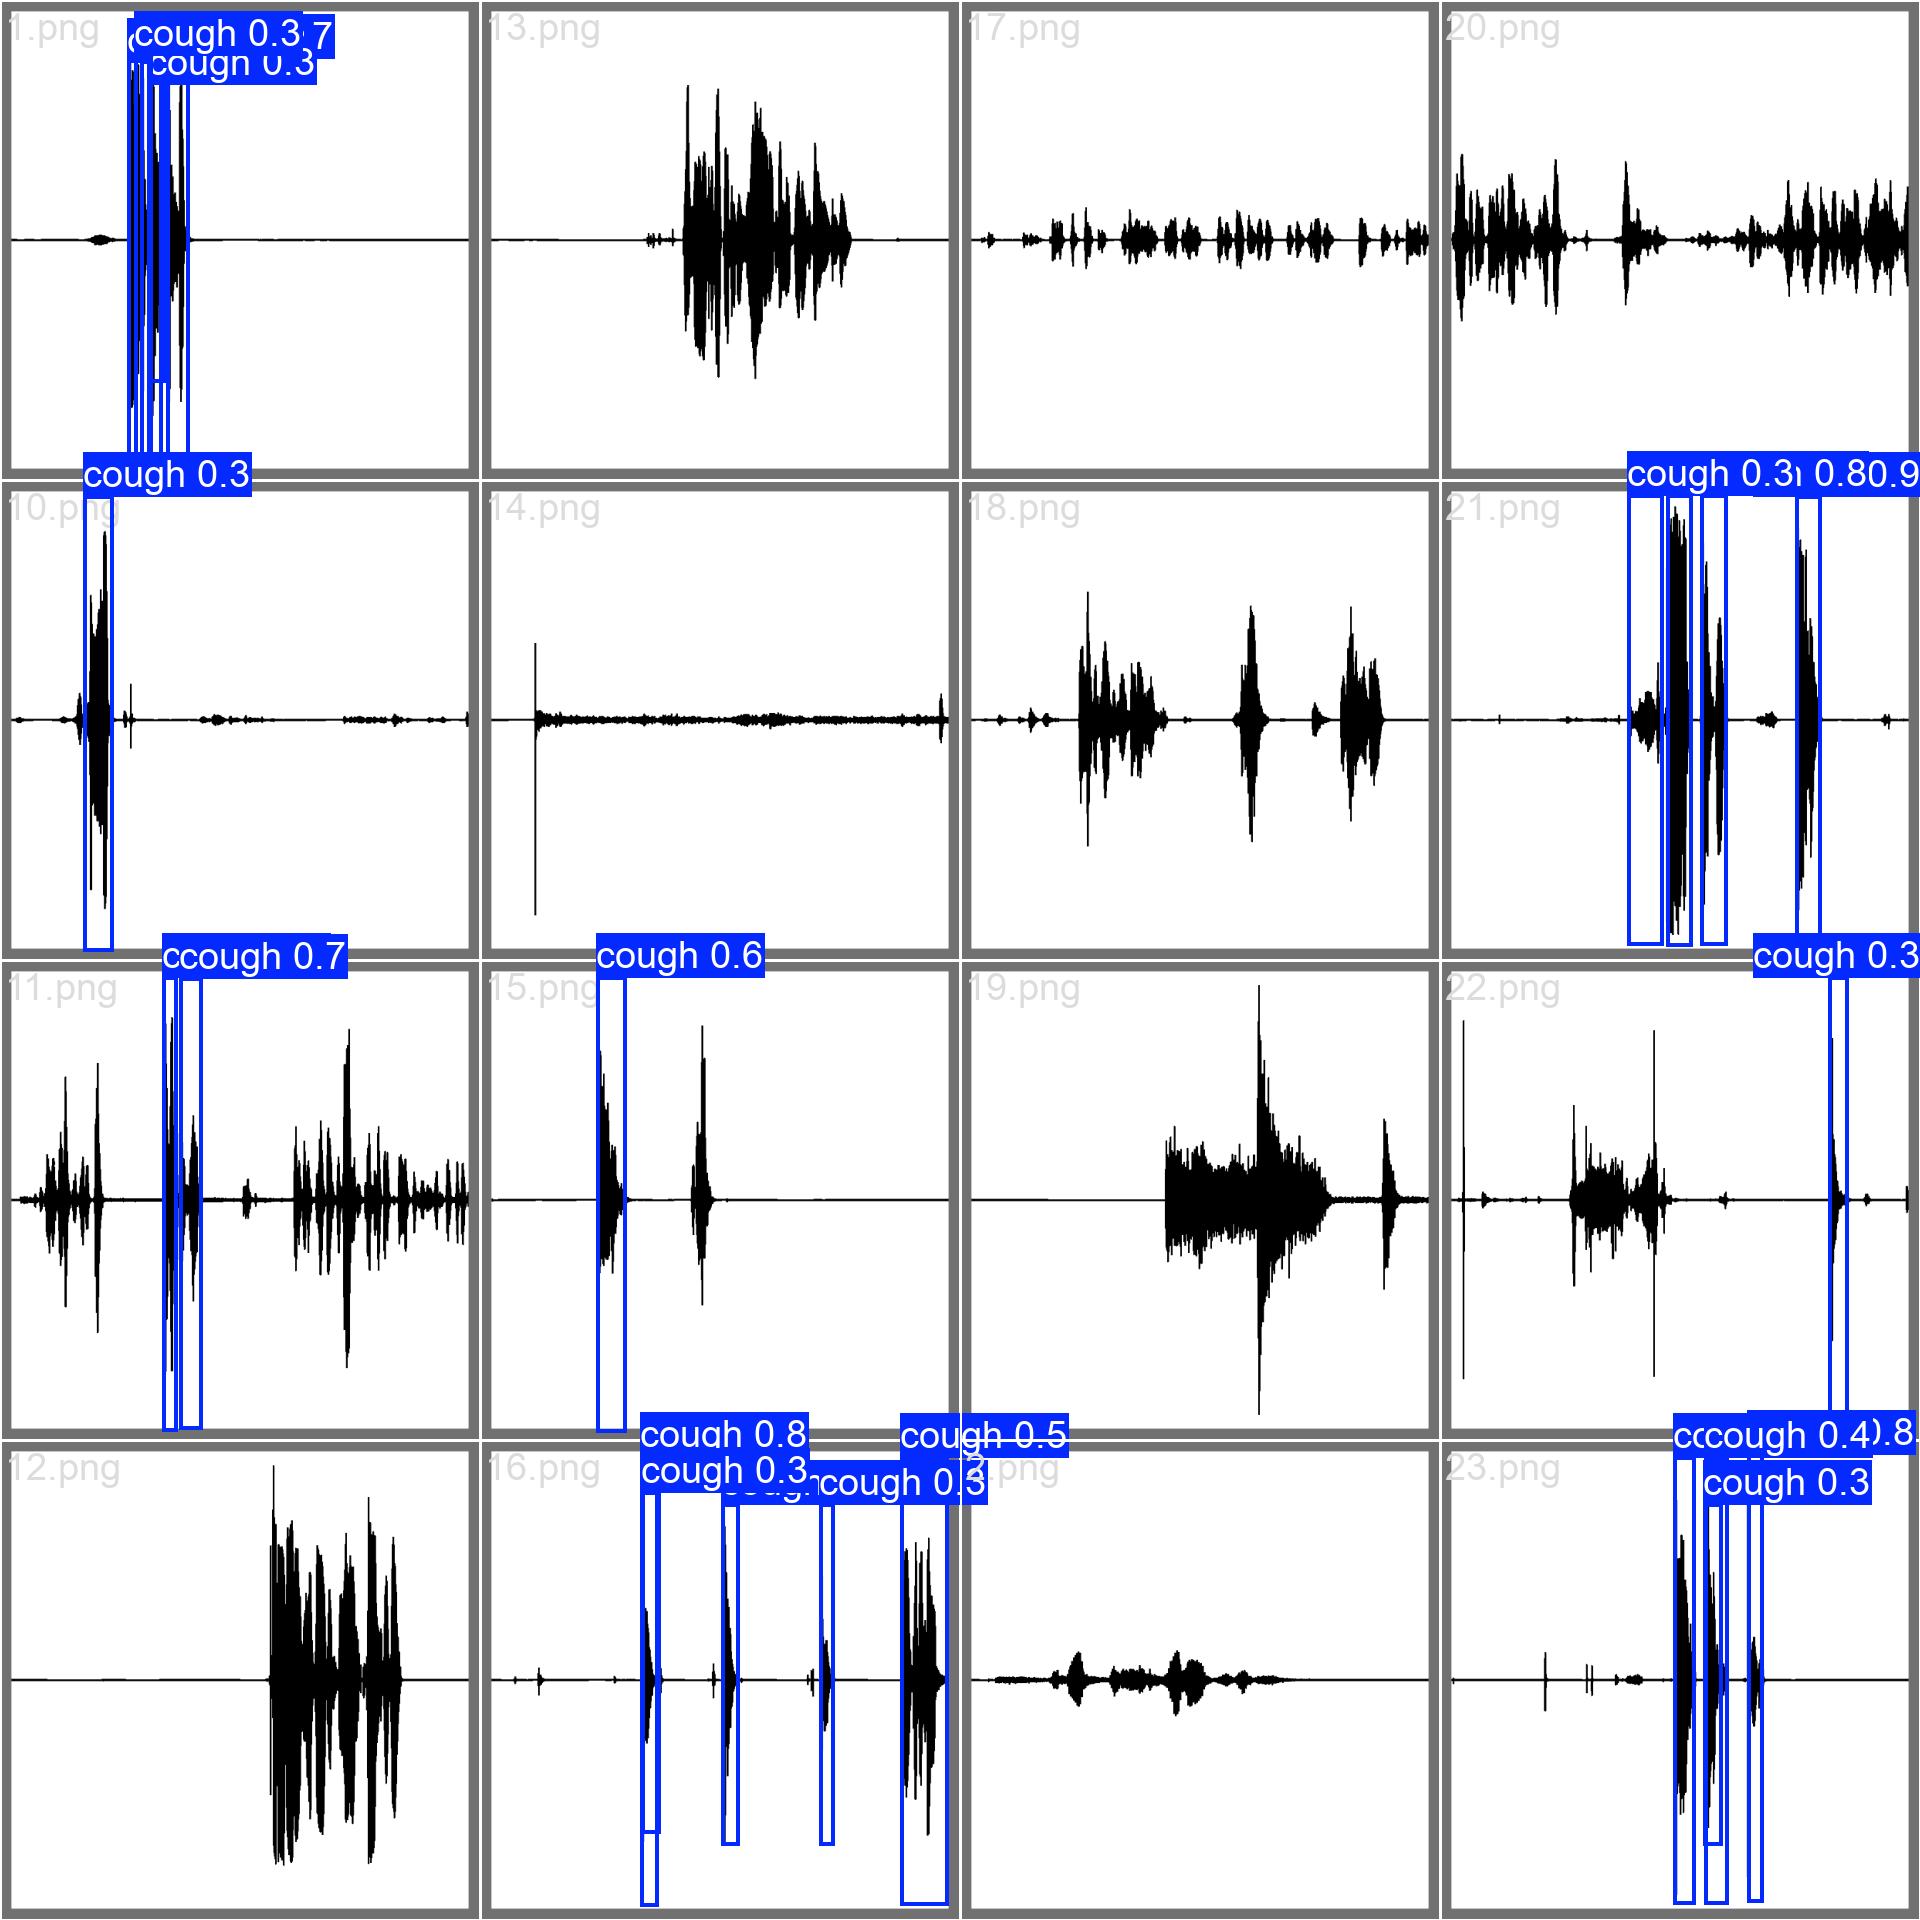 1.png
cough 0.3
7
cough 0.3
13.png
17.png
20.png
cough 0.3
10.png
14.png
18.png
cough 0.3
0.8
0.9
21.png
cough 0.7
11.png
cough 0.6
15.png
19.png
cough 0.3
22.png
12.png
cough 0.8
cough 0.3
cough 0.3
16.png
cough 0.5
.png
cough 0.4
.8
cough 0.3
23.png